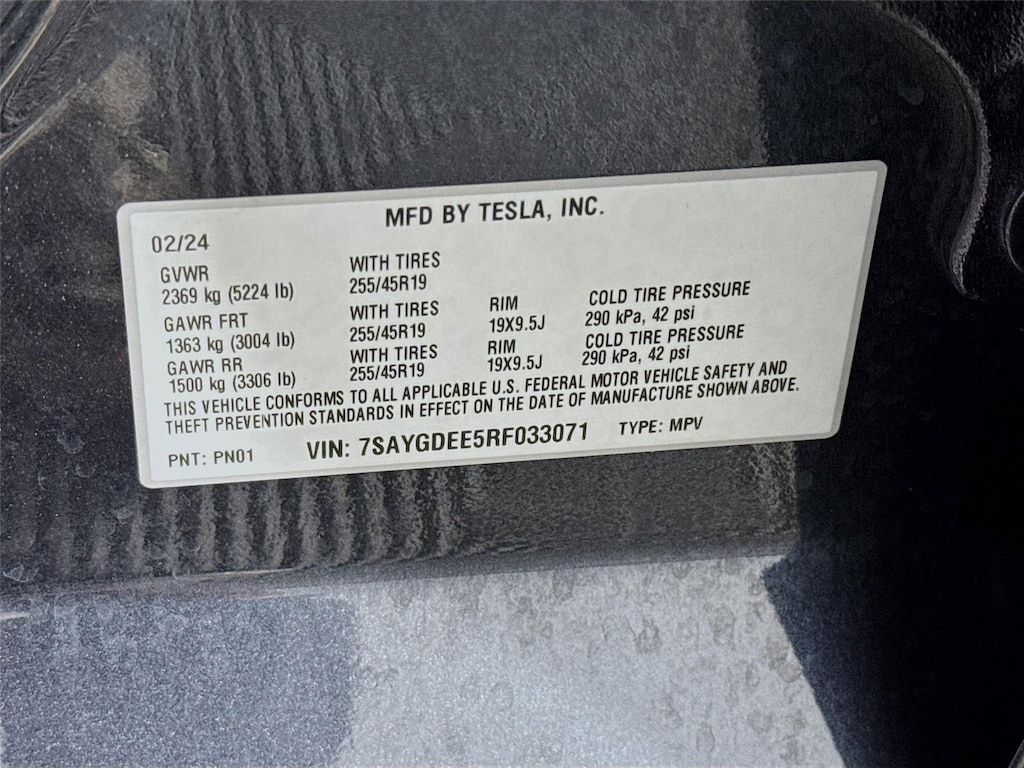 MFD BY TESLA, INC.
02/24
GVWR WITH TIRES
2369 kg (5224 lb) 255/45R19
GAWR FRT WITH TIRES RIM COLD TIRE PRESSURE
1363 kg (3004 lb) 255/45R19 19X9.5J 290 kPa, 42 psi
GAWR RR WITH TIRES RIM COLD TIRE PRESSURE
1500 kg (3306 lb) 255/45R19 19X9.5J 290 kPa, 42 psi
THIS VEHICLE CONFORMS TO ALL APPLICABLE U.S. FEDERAL MOTOR VEHICLE SAFETY AND
THEFT PREVENTION STANDARDS IN EFFECT ON THE DATE OF MANUFACTURE SHOWN ABOVE.
PNT: PN01 VIN: 7SAYGDEE5RF033071 TYPE: MPV